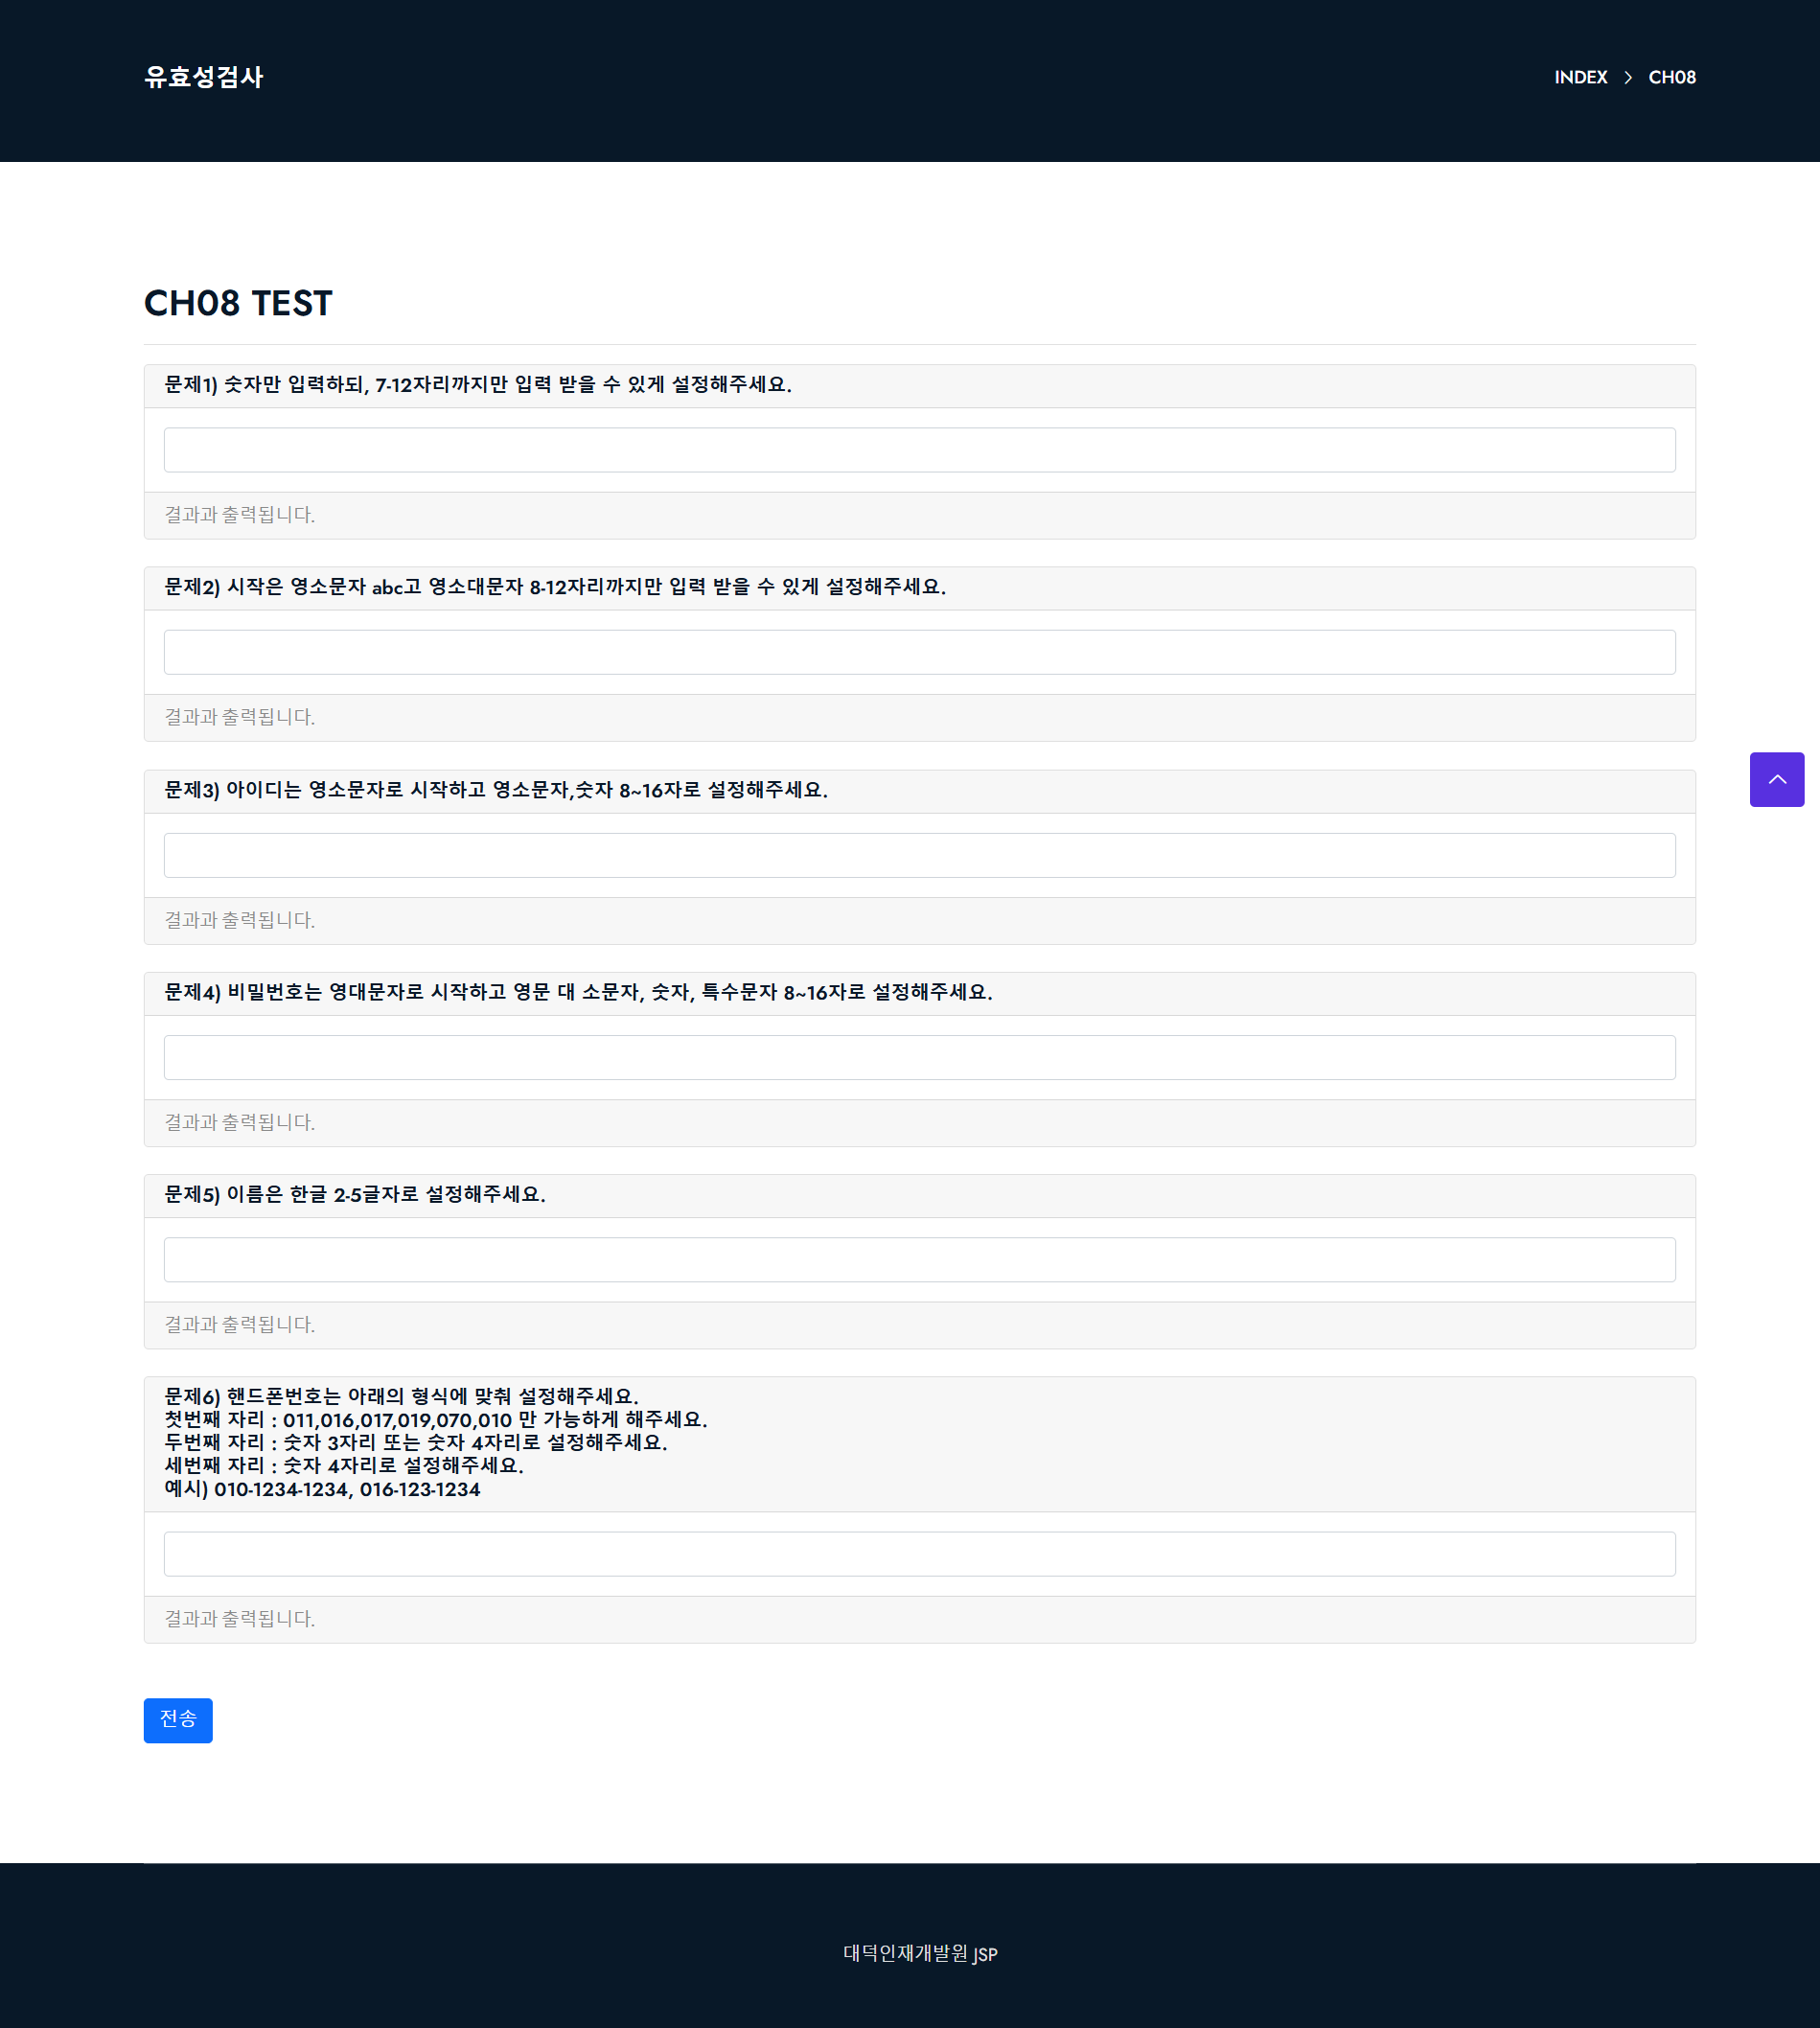 유효성검사
INDEX > CH08
CH08 TEST
문제1) 숫자만 입력하되, 7-12자리까지만 입력 받을 수 있게 설정해주세요.
결과과 출력됩니다.
문제2) 시작은 영소문자 abc고 영소대문자 8-12자리까지만 입력 받을 수 있게 설정해주세요.
결과과 출력됩니다.
문제3) 아이디는 영소문자로 시작하고 영소문자,숫자 8~16자로 설정해주세요.
결과과 출력됩니다.
문제4) 비밀번호는 영대문자로 시작하고 영문 대 소문자, 숫자, 특수문자 8~16자로 설정해주세요.
결과과 출력됩니다.
문제5) 이름은 한글 2-5글자로 설정해주세요.
결과과 출력됩니다.
문제6) 핸드폰번호는 아래의 형식에 맞춰 설정해주세요.
첫번째 자리 : 011,016,017,019,070,010 만 가능하게 해주세요.
두번째 자리 : 숫자 3자리 또는 숫자 4자리로 설정해주세요.
세번째 자리 : 숫자 4자리로 설정해주세요.
예시) 010-1234-1234, 016-123-1234
결과과 출력됩니다.
전송
대덕인재개발원 JSP